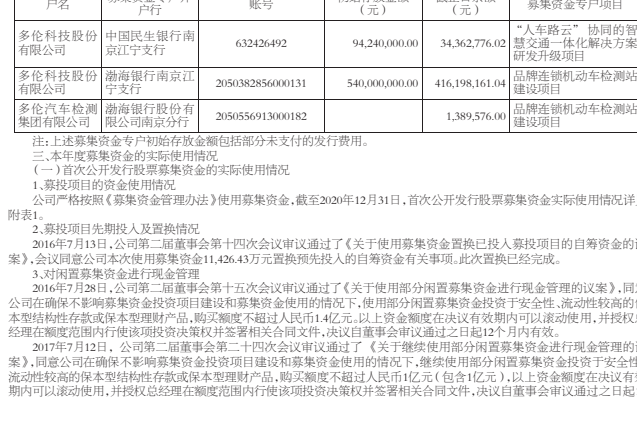 户名 募集资金专户开户行 账号 初始存放金额（元） 截止日余额（元） 募集资金专户项目
多伦科技股份有限公司 中国民生银行南京江宁支行 632426492 94,240,000.00 34,362,776.02 “人车路云”协同的智慧交通一体化解决方案研发升级项目
多伦科技股份有限公司 渤海银行南京江宁支行 2050382856000131 540,000,000.00 416,198,161.04 品牌连锁机动车检测站建设项目
多伦汽车检测集团有限公司 渤海银行股份有限公司南京分行 2050556913000182 1,389,576.00 品牌连锁机动车检测站建设项目
注：上述募集资金专户初始存放金额包括部分未支付的发行费用。
三、本年度募集资金的实际使用情况
（一）首次公开发行股票募集资金的实际使用情况
1、募投项目的资金使用情况
公司严格按照《募集资金管理办法》使用募集资金，截至2020年12月31日，首次公开发行股票募集资金实际使用情况详
附表1。
2、募投项目先期投入及置换情况
2016年7月13日，公司第二届董事会第十四次会议审议通过了《关于使用募集资金置换已投入募投项目的自筹资金的议
案》，会议同意公司本次使用募集资金11,426.43万元置换预先投入的自筹资金有关事项。此次置换已经完成。
3、对闲置募集资金进行现金管理
2016年7月28日，公司第二届董事会第十五次会议审议通过了《关于使用部分闲置募集资金进行现金管理的议案》，同意
公司在确保不影响募集资金投资项目建设和募集资金使用的情况下，使用部分闲置募集资金投资于安全性、流动性较高的保
本型结构性存款或保本型理财产品，购买额度不超过人民币1.4亿元。以上资金额度在决议有效期内可以滚动使用，并授权总
经理在额度范围内行使该项投资决策权并签署相关合同文件，决议自董事会审议通过之日起12个月内有效。
2017年7月12日，公司第二届董事会第二十四次会议审议通过了《关于继续使用部分闲置募集资金进行现金管理的议
案》，同意公司在确保不影响募集资金投资项目建设和募集资金使用的情况下，继续使用部分闲置募集资金投资于安全性
流动性较高的保本型结构性存款或保本型理财产品，购买额度不超过人民币1亿元（包含1亿元），以上资金额度在决议有效
期内可以滚动使用，并授权总经理在额度范围内行使该项投资决策权并签署相关合同文件，决议自董事会审议通过之日起